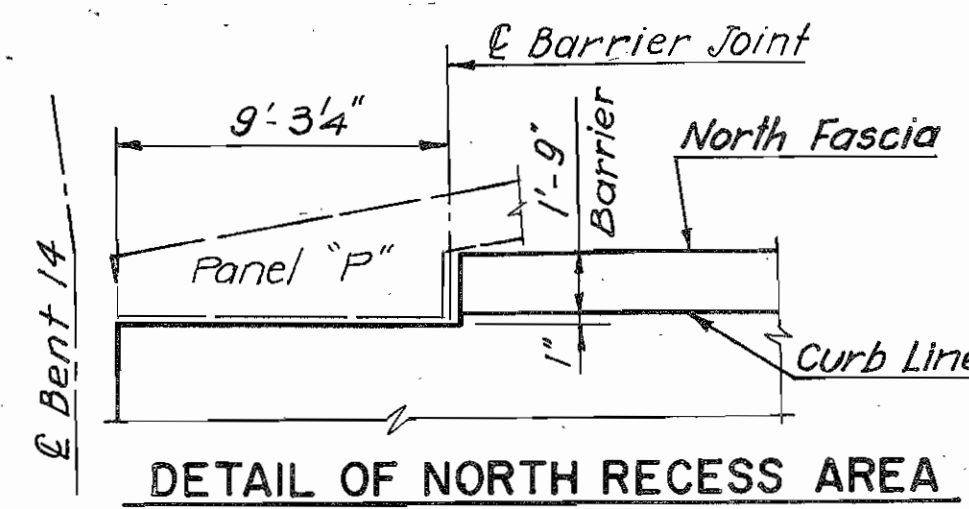 ℄ Barrier Joint
9'-3¼"
1'-9"
Barrier
North Fascia
Panel "P"
℄ Bent 14
1"
Curb Line
DETAIL OF NORTH RECESS AREA